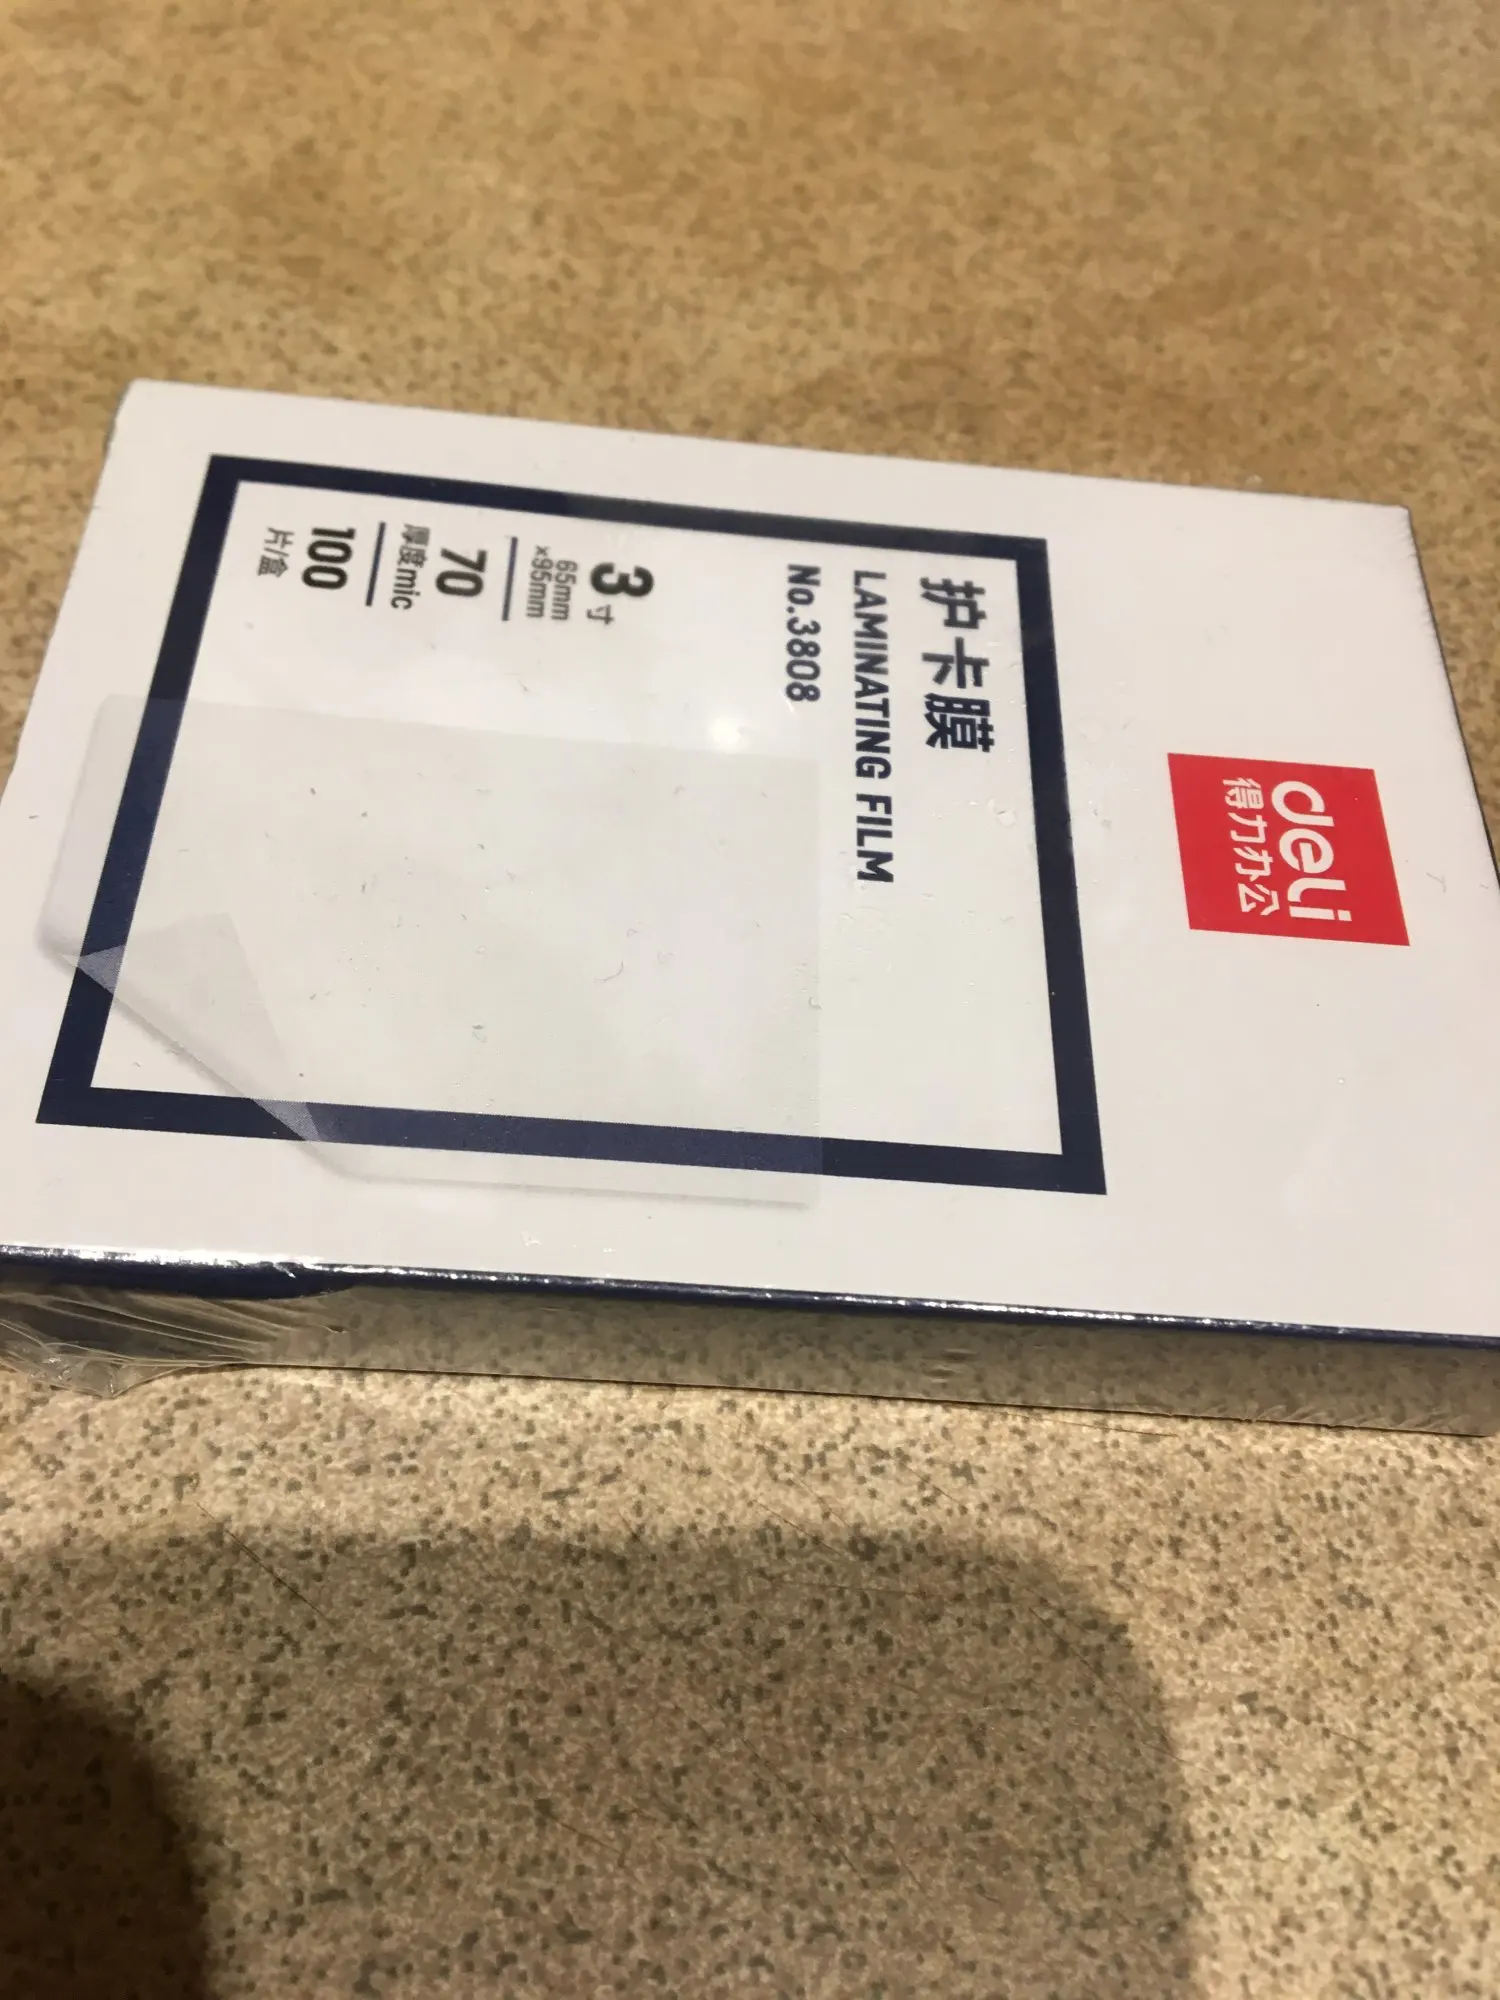 deli
得力办公
护卡膜
LAMINATING FILM
No.3808
3寸
65mm
×95mm
70
厚度mic
100
片/盒